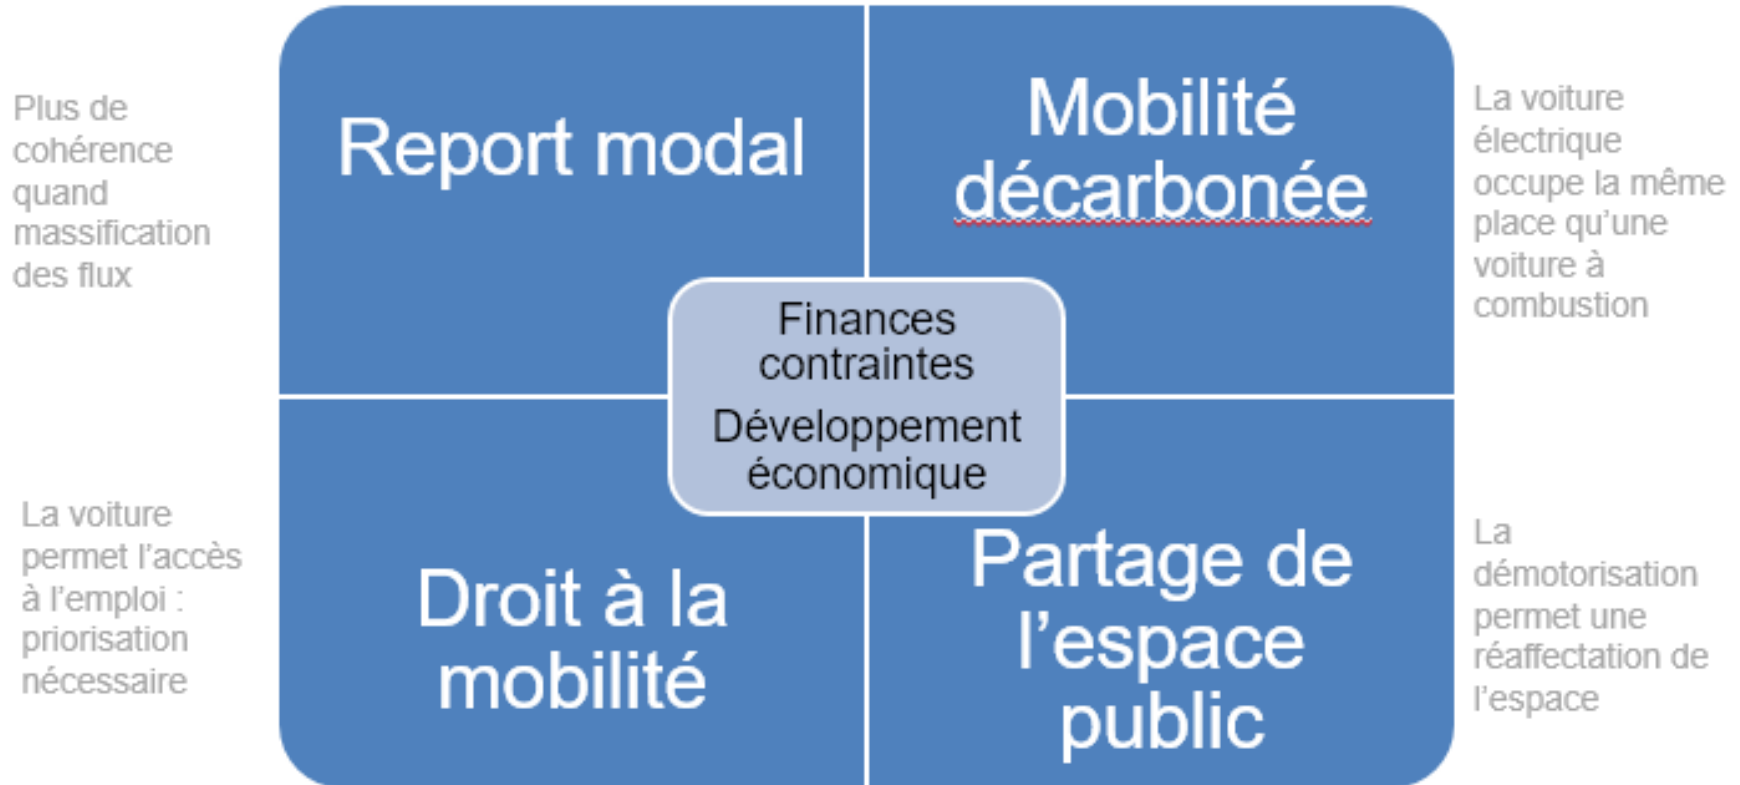 Plus de
cohérence
quand
massification
des flux
Report modal
Mobilité
décarbonée
La voiture
électrique
occupe la même
place qu’une
voiture à
combustion
Finances
contraintes
Développement
économique
La voiture
permet l’accès
à l’emploi :
priorisation
nécessaire
Droit à la
mobilité
Partage de
l’espace
public
La
démotorisation
permet une
réaffectation de
l’espace